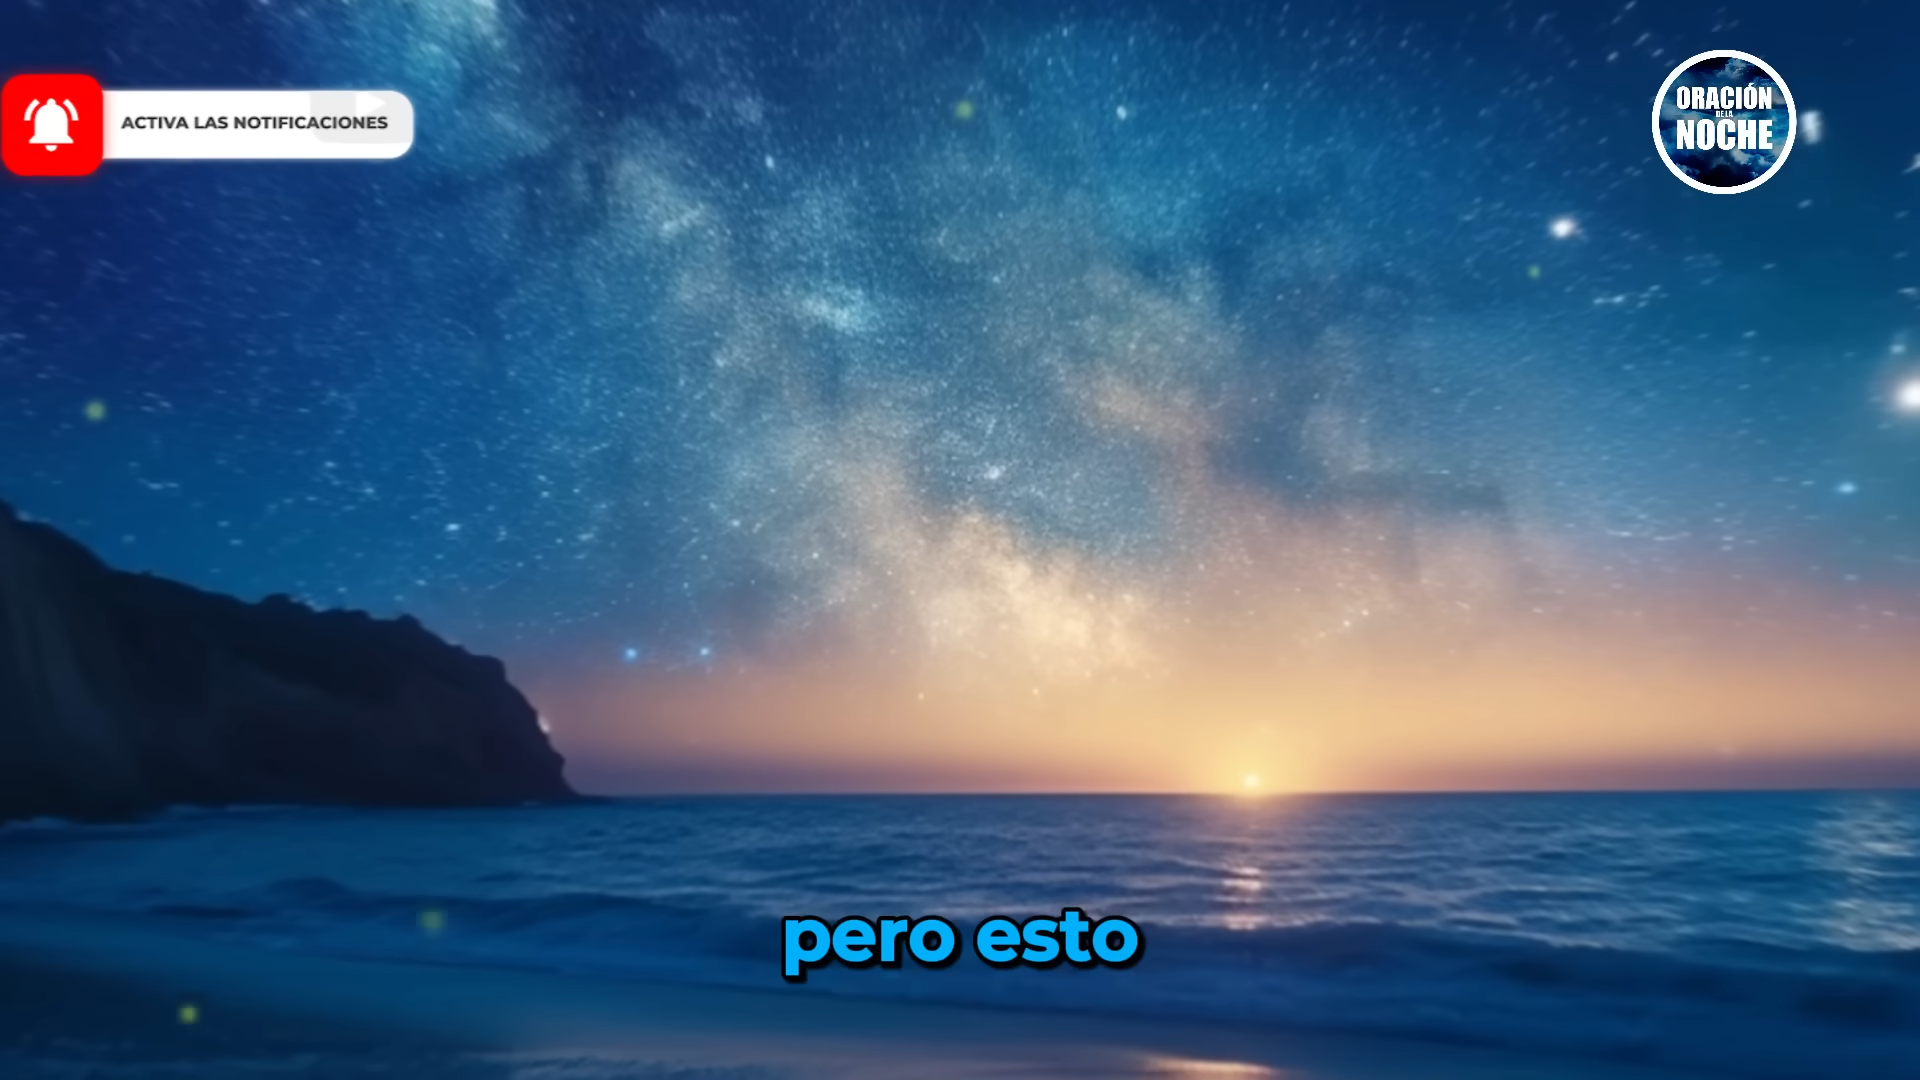 ACTIVA LAS NOTIFICACIONES
ORACIÓN
DE LA
NOCHE
pero esto